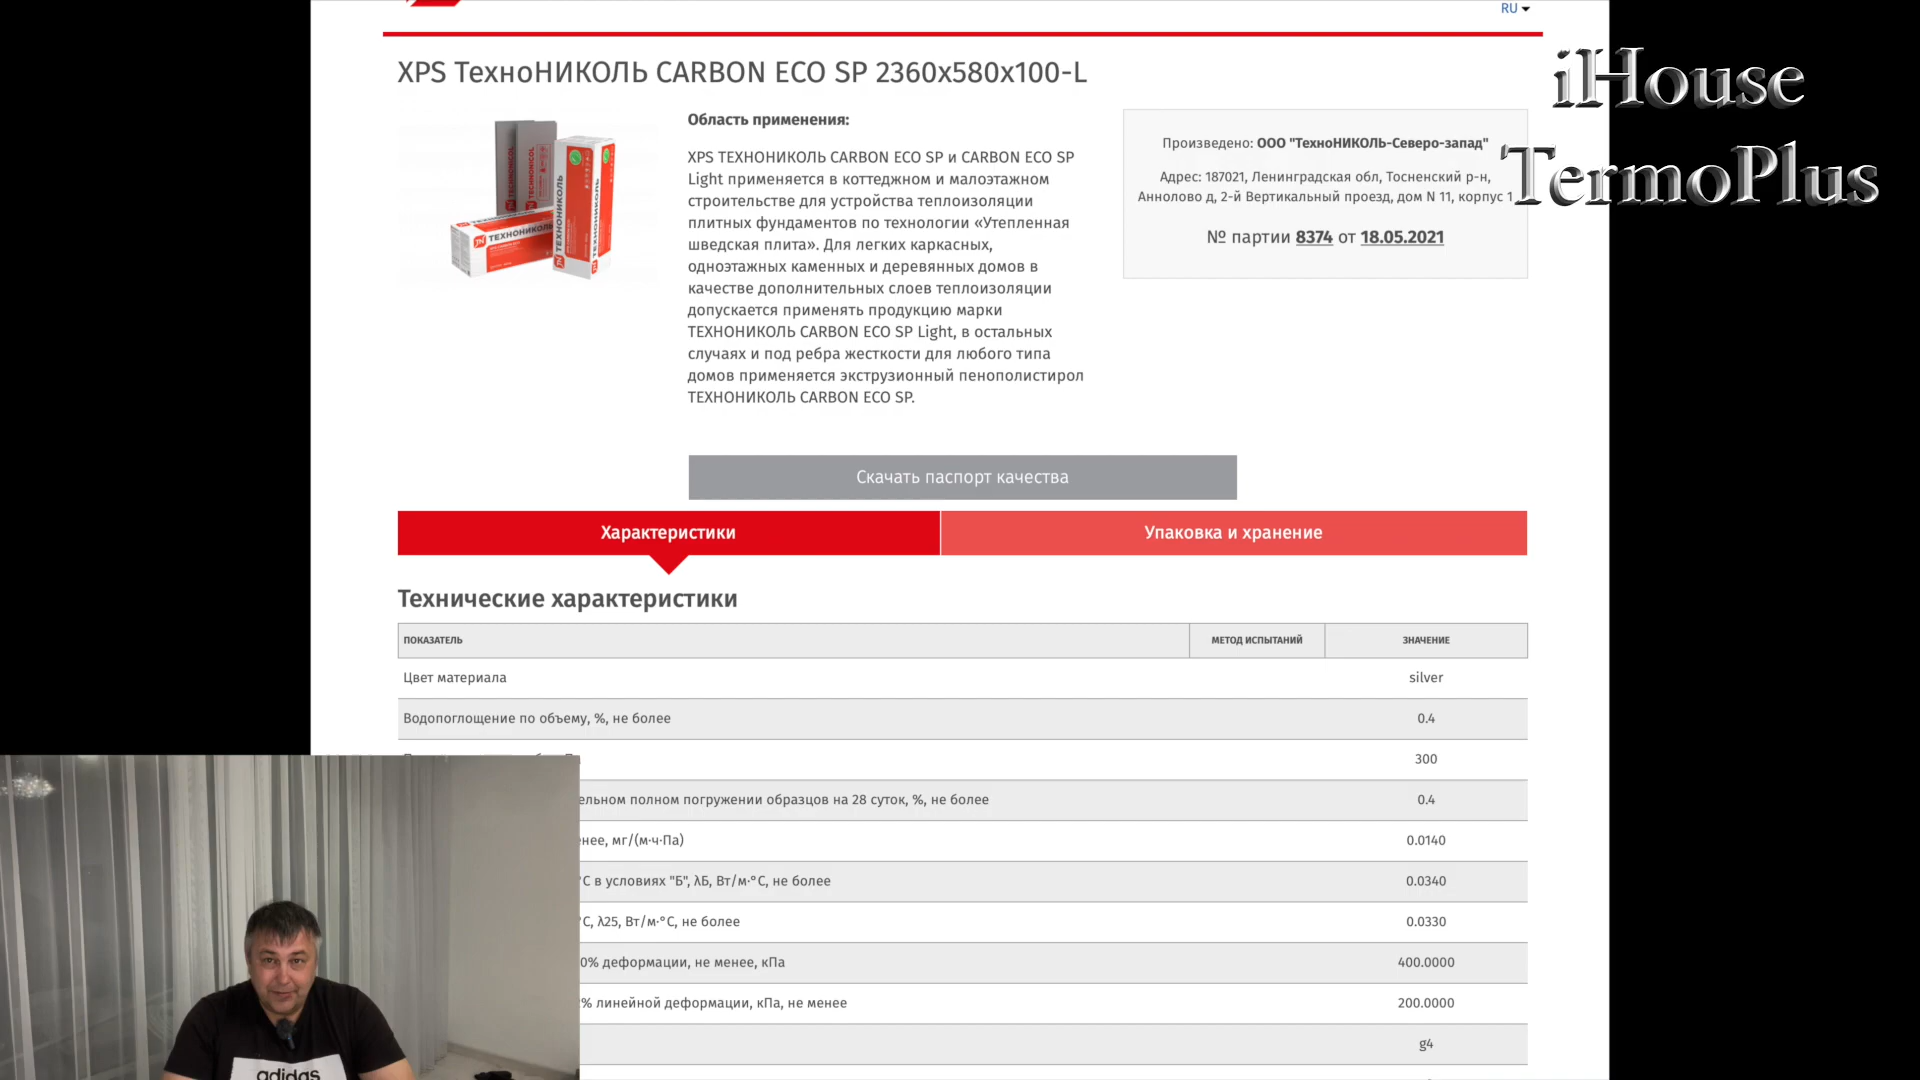 RU
XPS ТехноНИКОЛЬ CARBON ECO SP 2360x580x100-L
iHouse
TermoPlus
Область применения:
XPS ТЕХНОНИКОЛЬ CARBON ECO SP и CARBON ECO SP
Light применяется в коттеджном и малоэтажном
строительстве для устройства теплоизоляции
плитных фундаментов по технологии «Утепленная
шведская плита». Для легких каркасных,
одноэтажных каменных и деревянных домов в
качестве дополнительных слоев теплоизоляции
допускается применять продукцию марки
ТЕХНОНИКОЛЬ CARBON ECO SP Light, в остальных
случаях и под ребра жесткости для любого типа
домов применяется экструзионный пенополистирол
ТЕХНОНИКОЛЬ CARBON ECO SP.
Произведено: ООО "ТехноНИКОЛЬ-Северо-запад"
Адрес: 187021, Ленинградская обл, Тосненский р-н,
Аннолово д, 2-й Вертикальный проезд, дом N 11, корпус 1
№ партии 8374 от 18.05.2021
TECHNONICOL
TECHNONICOL
ТЕХНОНИКОЛЬ
ТЕХНОНИКОЛЬ
ТЕХНОНИКОЛЬ
Скачать паспорт качества
Характеристики
Упаковка и хранение
Технические характеристики
ПОКАЗАТЕЛЬ МЕТОД ИСПЫТАНИЙ ЗНАЧЕНИЕ
Цвет материала silver
Водопоглощение по объему, %, не более 0.4
300
ельном полном погружении образцов на 28 суток, %, не более 0.4
нее, мг/(м·ч·Па) 0.0140
°С в условиях "Б", λБ, Вт/м·°С, не более 0.0340
°С, λ25, Вт/м·°С, не более 0.0330
0% деформации, не менее, кПа 400.0000
% линейной деформации, кПа, не менее 200.0000
g4
adidas